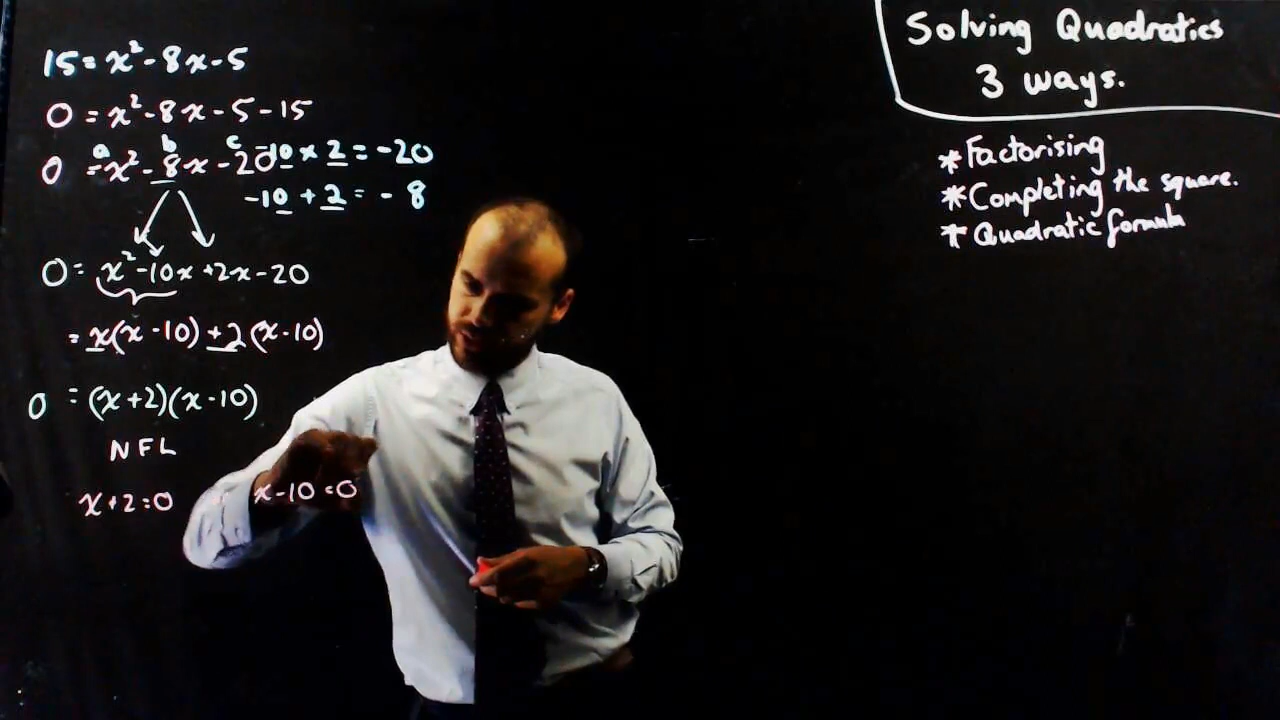 15 = x² - 8x - 5
0 = x² - 8x - 5 - 15
a b c
0 = x² - 8x - 20
-10 × 2 = -20
-10 + 2 = - 8
0 = x² - 10x + 2x - 20
= x(x - 10) + 2(x - 10)
0 = (x + 2)(x - 10)
NFL
x + 2 = 0
x - 10 = 0
Solving Quadratics
3 ways.
* Factorising
* Completing the square.
* Quadratic formula